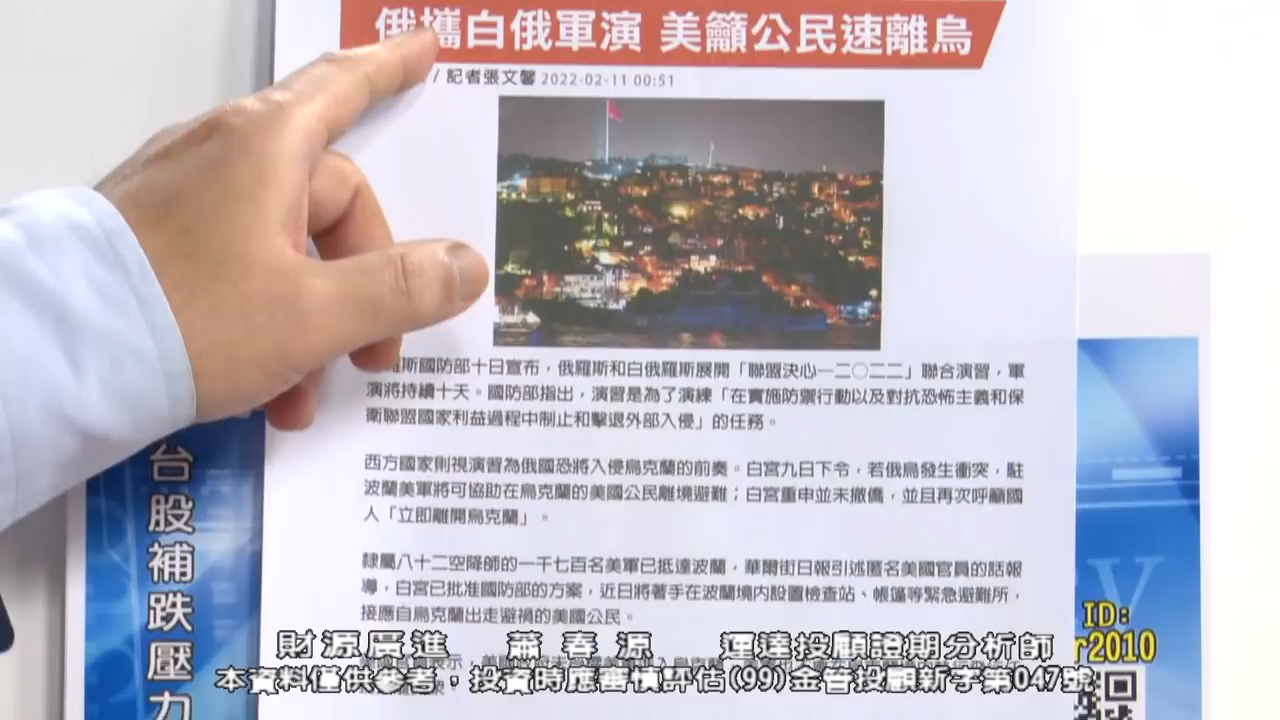 俄攜白俄軍演 美籲公民速離烏
/ 記者張文馨 2022-02-11 00:51
羅斯國防部十日宣布，俄羅斯和白俄羅斯展開「聯盟決心一二〇二二」聯合演習，軍
演將持續十天。國防部指出，演習是為了演練「在實施防禦行動以及對抗恐怖主義和保
衛聯盟國家利益過程中制止和擊退外部入侵」的任務。
西方國家則視演習為俄國恐將入侵烏克蘭的前奏。白宮九日下令，若俄烏發生衝突，駐
波蘭美軍將可協助在烏克蘭的美國公民離境避難；白宮重申並未撤僑，並且再次呼籲國
人「立即離開烏克蘭」。
隸屬八十二空降師的一千七百名美軍已抵達波蘭，華爾街日報引述匿名美國官員的話報
導，白宮已批准國防部的方案，近日將著手在波蘭境內設置檢查站、帳篷等緊急避難所，
接應自烏克蘭出走避禍的美國公民。
台股補跌壓力
V
ID:
r2010
財源廣進 蕭春源 運達投顧證期分析師
本資料僅供參考，投資時應審慎評估(99)金管投顧新字第047號